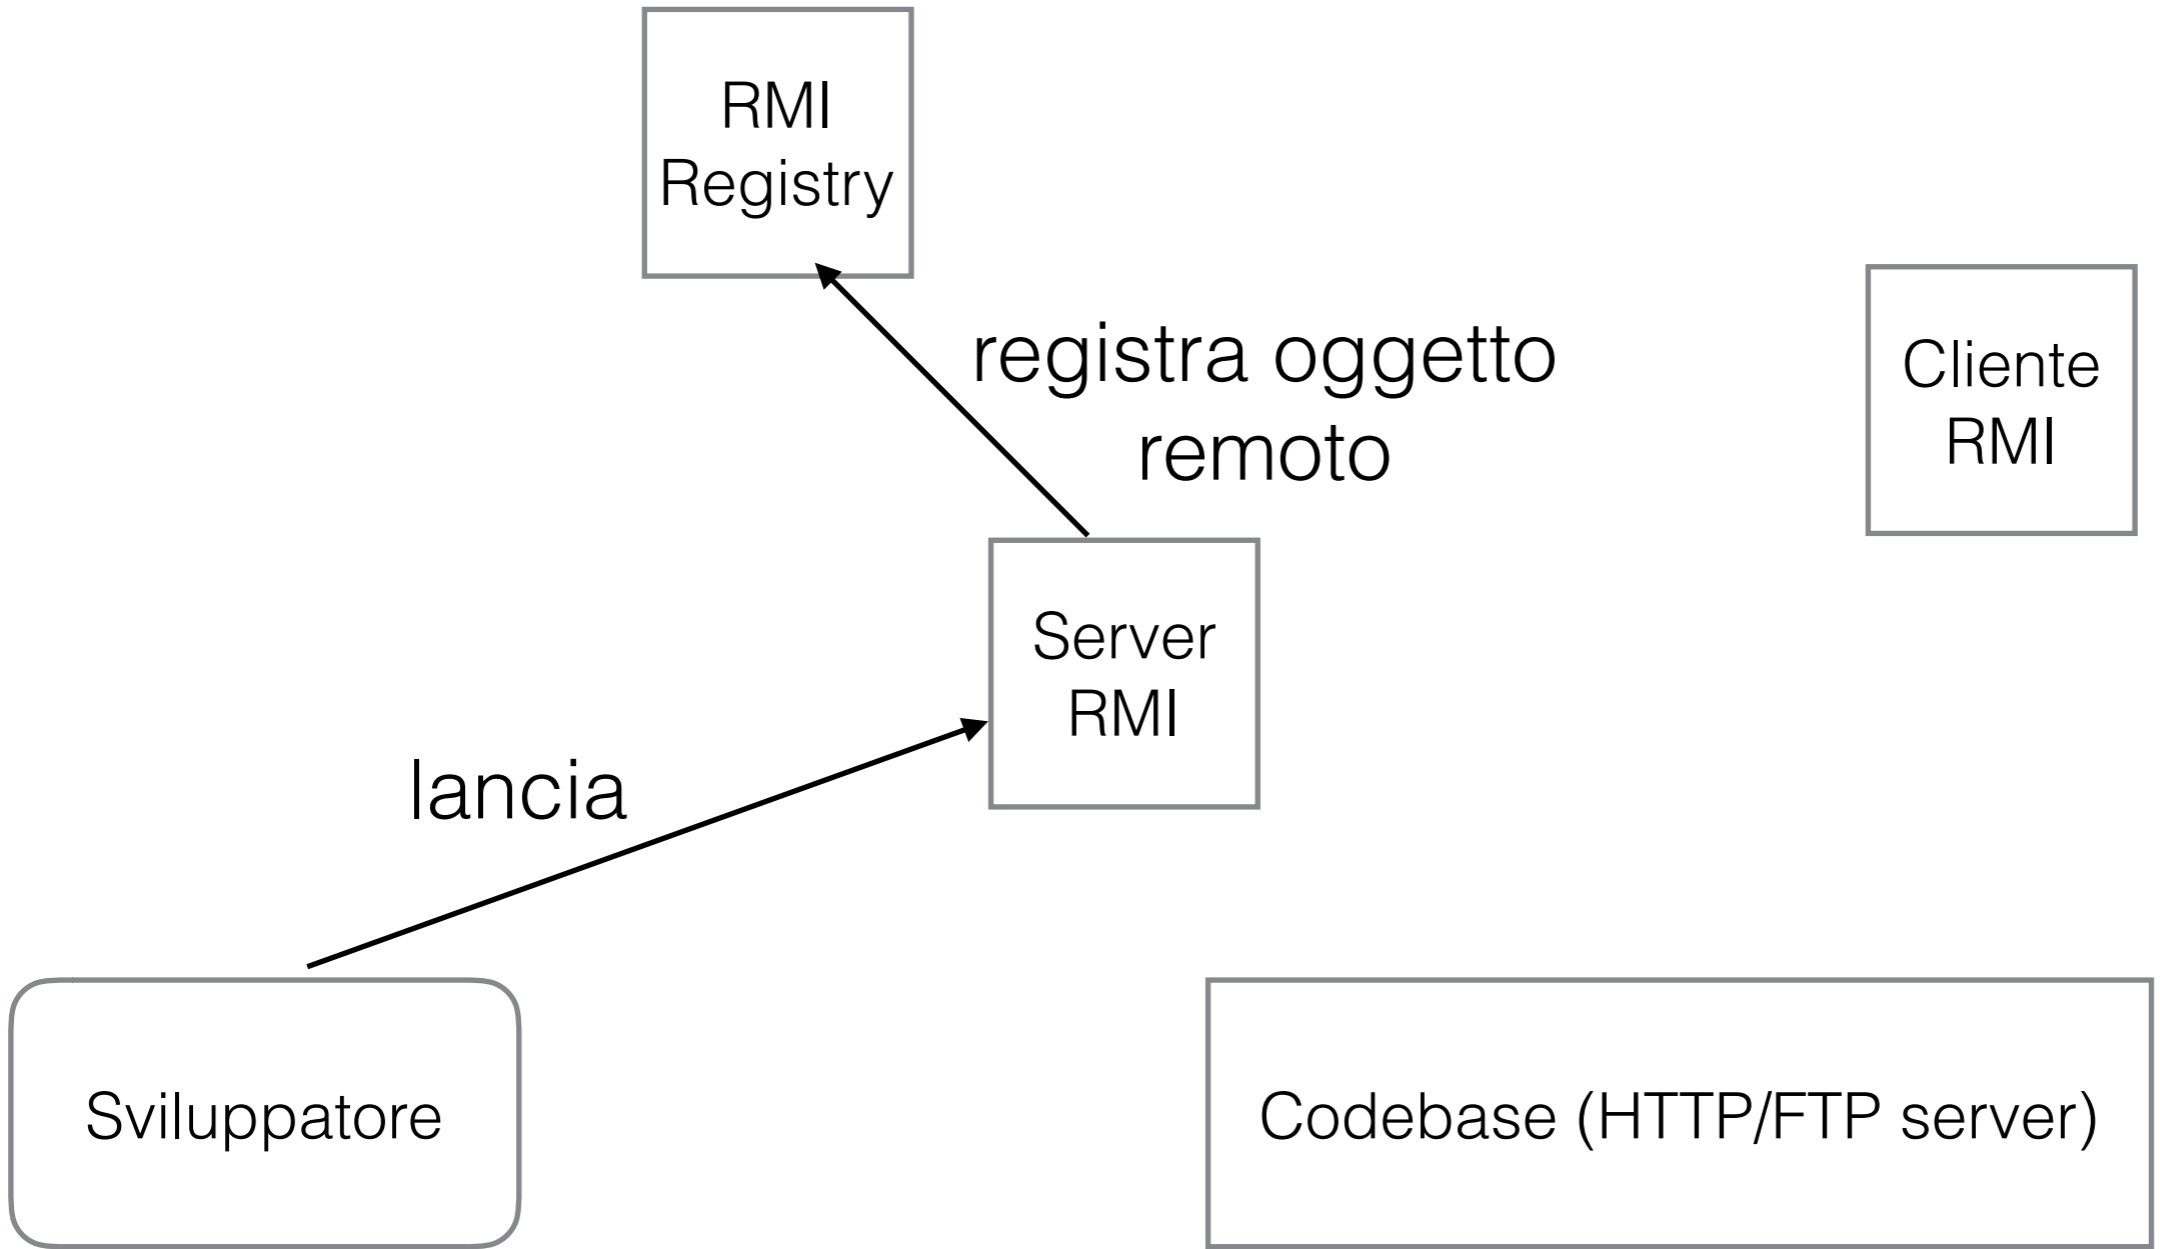 RMI
Registry
registra oggetto
remoto
Cliente
RMI
Server
RMI
lancia
Sviluppatore
Codebase (HTTP/FTP server)